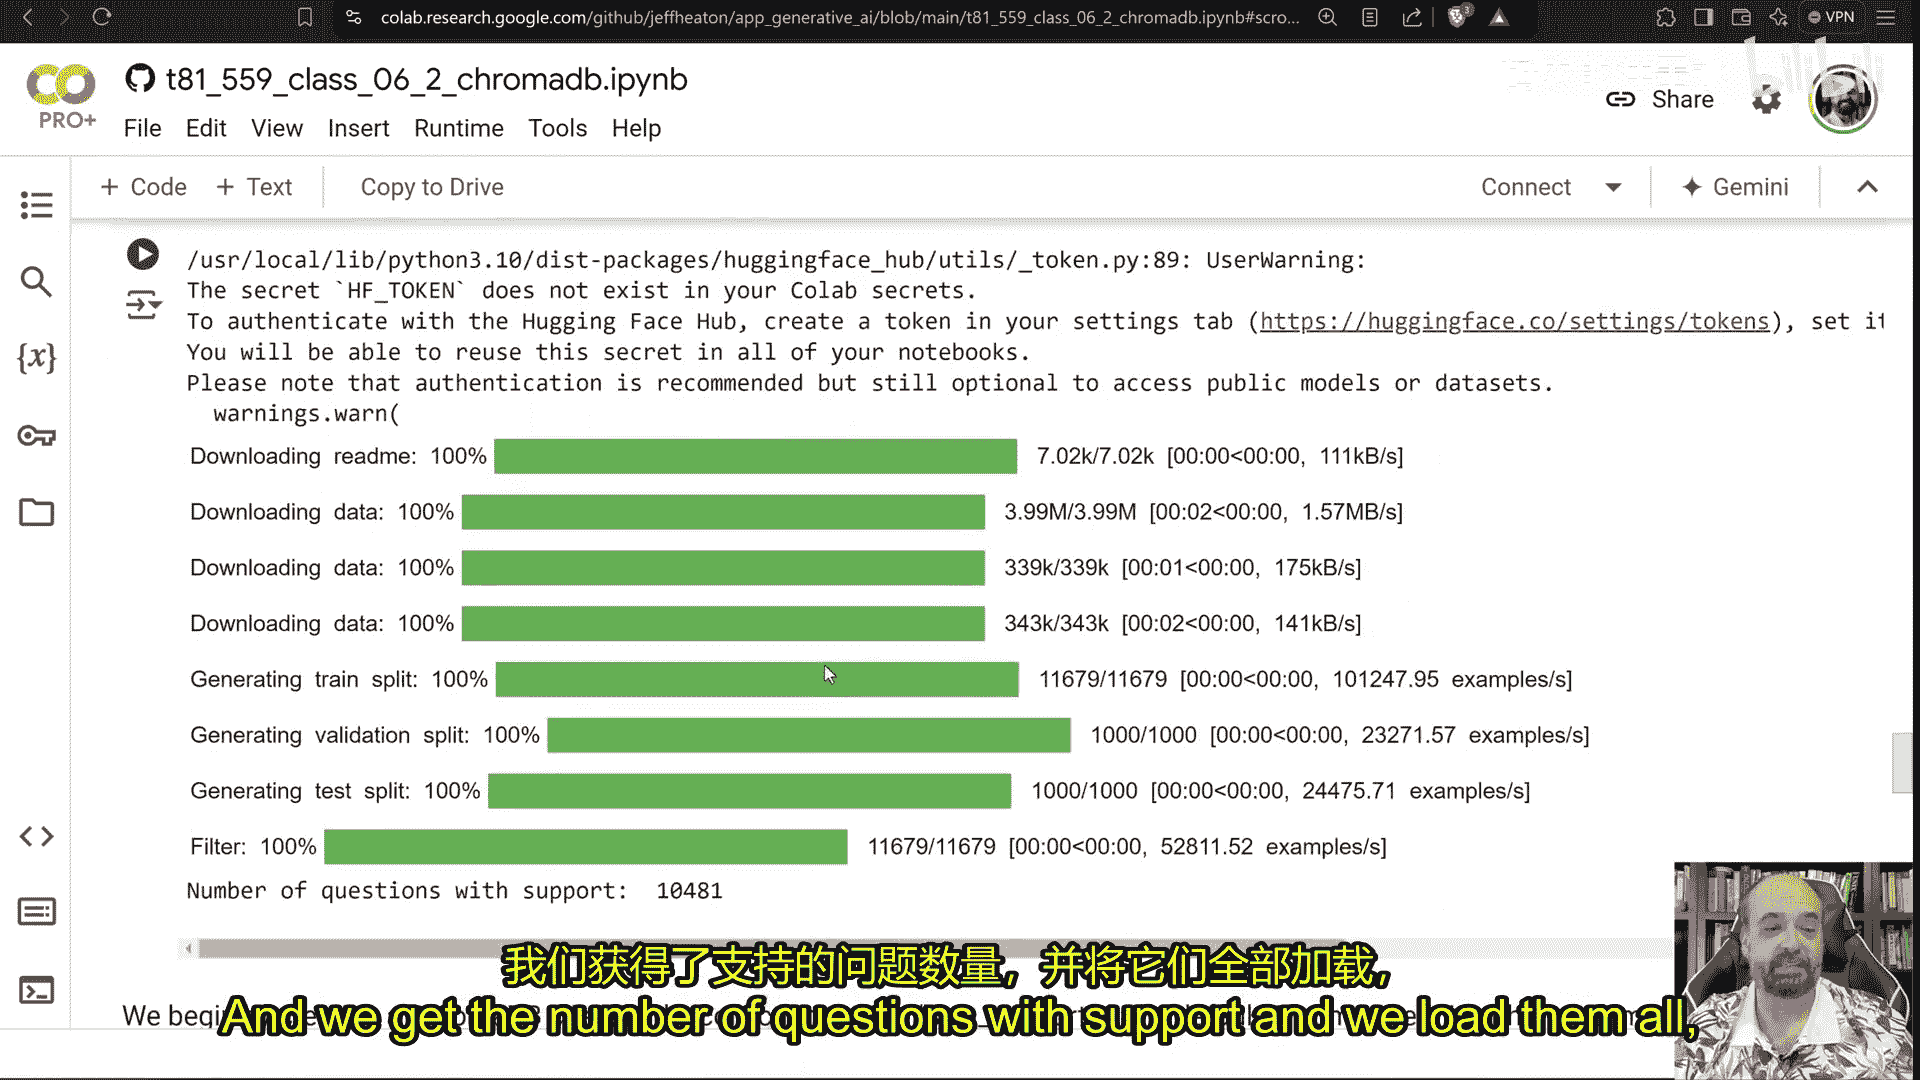 colab.research.google.com/github/jeffheaton/app_generative_ai/blob/main/t81_559_class_06_2_chromadb.ipynb#scro...
3
VPN
t81_559_class_06_2_chromadb.ipynb
PRO+
File Edit View Insert Runtime Tools Help
Share
+ Code + Text Copy to Drive
Connect
Gemini
/usr/local/lib/python3.10/dist-packages/huggingface_hub/utils/_token.py:89: UserWarning:
The secret `HF_TOKEN` does not exist in your Colab secrets.
To authenticate with the Hugging Face Hub, create a token in your settings tab (https://huggingface.co/settings/tokens), set it
You will be able to reuse this secret in all of your notebooks.
Please note that authentication is recommended but still optional to access public models or datasets.
warnings.warn(
Downloading readme: 100% 7.02k/7.02k [00:00<00:00, 111kB/s]
Downloading data: 100% 3.99M/3.99M [00:02<00:00, 1.57MB/s]
Downloading data: 100% 339k/339k [00:01<00:00, 175kB/s]
Downloading data: 100% 343k/343k [00:02<00:00, 141kB/s]
Generating train split: 100% 11679/11679 [00:00<00:00, 101247.95 examples/s]
Generating validation split: 100% 1000/1000 [00:00<00:00, 23271.57 examples/s]
Generating test split: 100% 1000/1000 [00:00<00:00, 24475.71 examples/s]
Filter: 100% 11679/11679 [00:00<00:00, 52811.52 examples/s]
Number of questions with support: 10481
我们获得了支持的问题数量，并将它们全部加载，
We
And we get the number of questions with support and we load them all,